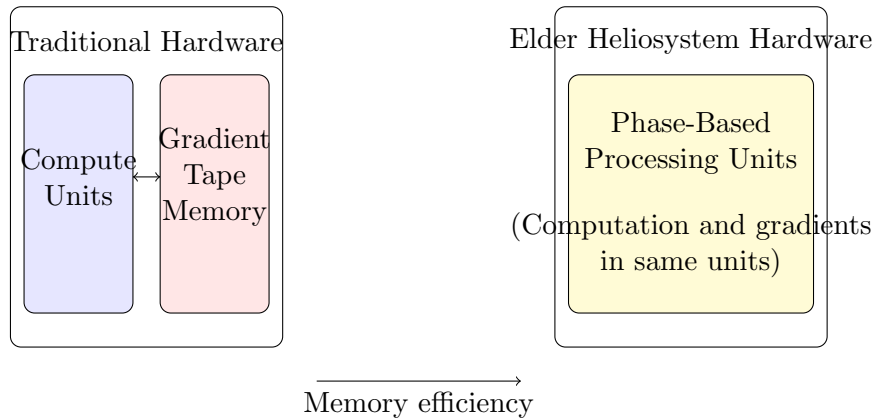 Traditional Hardware
Compute
Units
Gradient
Tape
Memory
Elder Heliosystem Hardware
Phase-Based
Processing Units
(Computation and gradients
in same units)
Memory efficiency